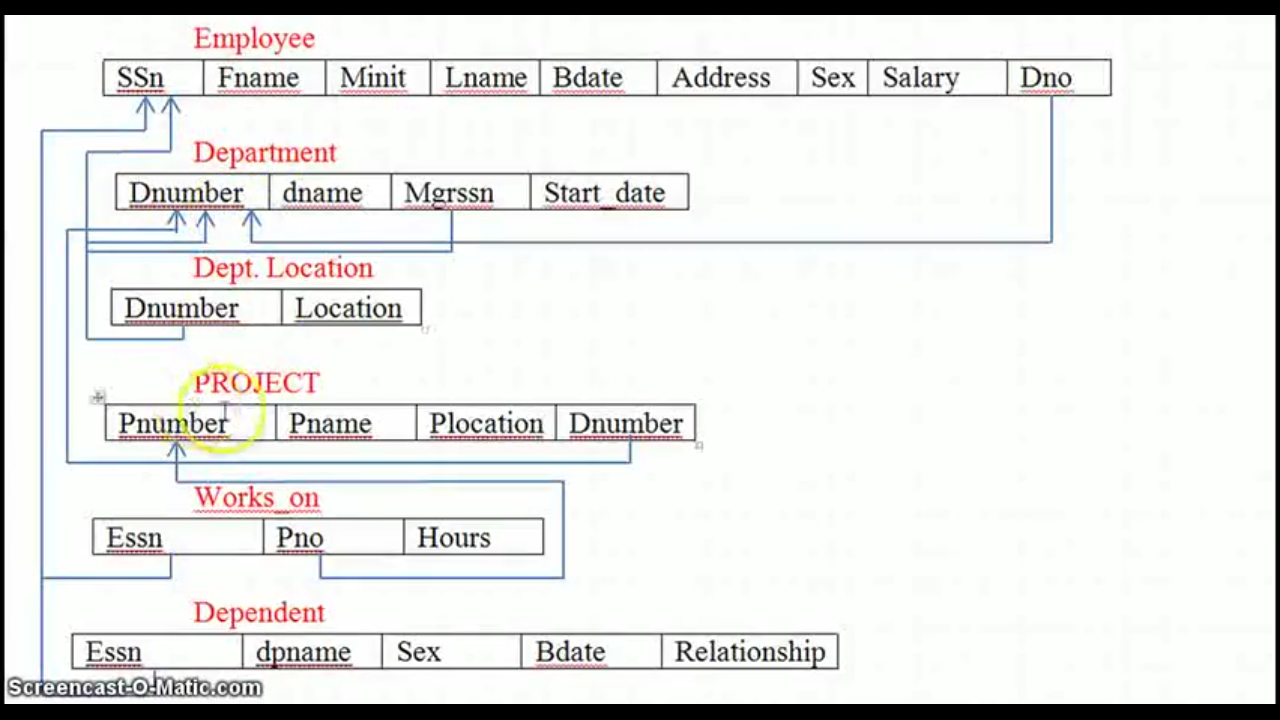 Employee
SSn Fname Minit Lname Bdate Address Sex Salary Dno
Department
Dnumber dname Mgrssn Start_date
Dept. Location
Dnumber Location
PROJECT
Pnumber Pname Plocation Dnumber
Works_on
Essn Pno Hours
Dependent
Essn dpname Sex Bdate Relationship
Screencast-O-Matic.com